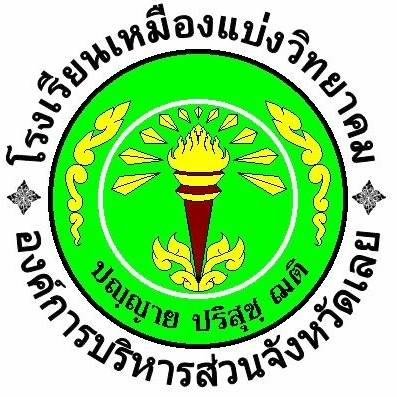 โรงเรียนเหมืองแบ่งวิทยาคม
ปญฺญาย ปริสุชฺ ฌติ
องค์การบริหารส่วนจังหวัดเลย